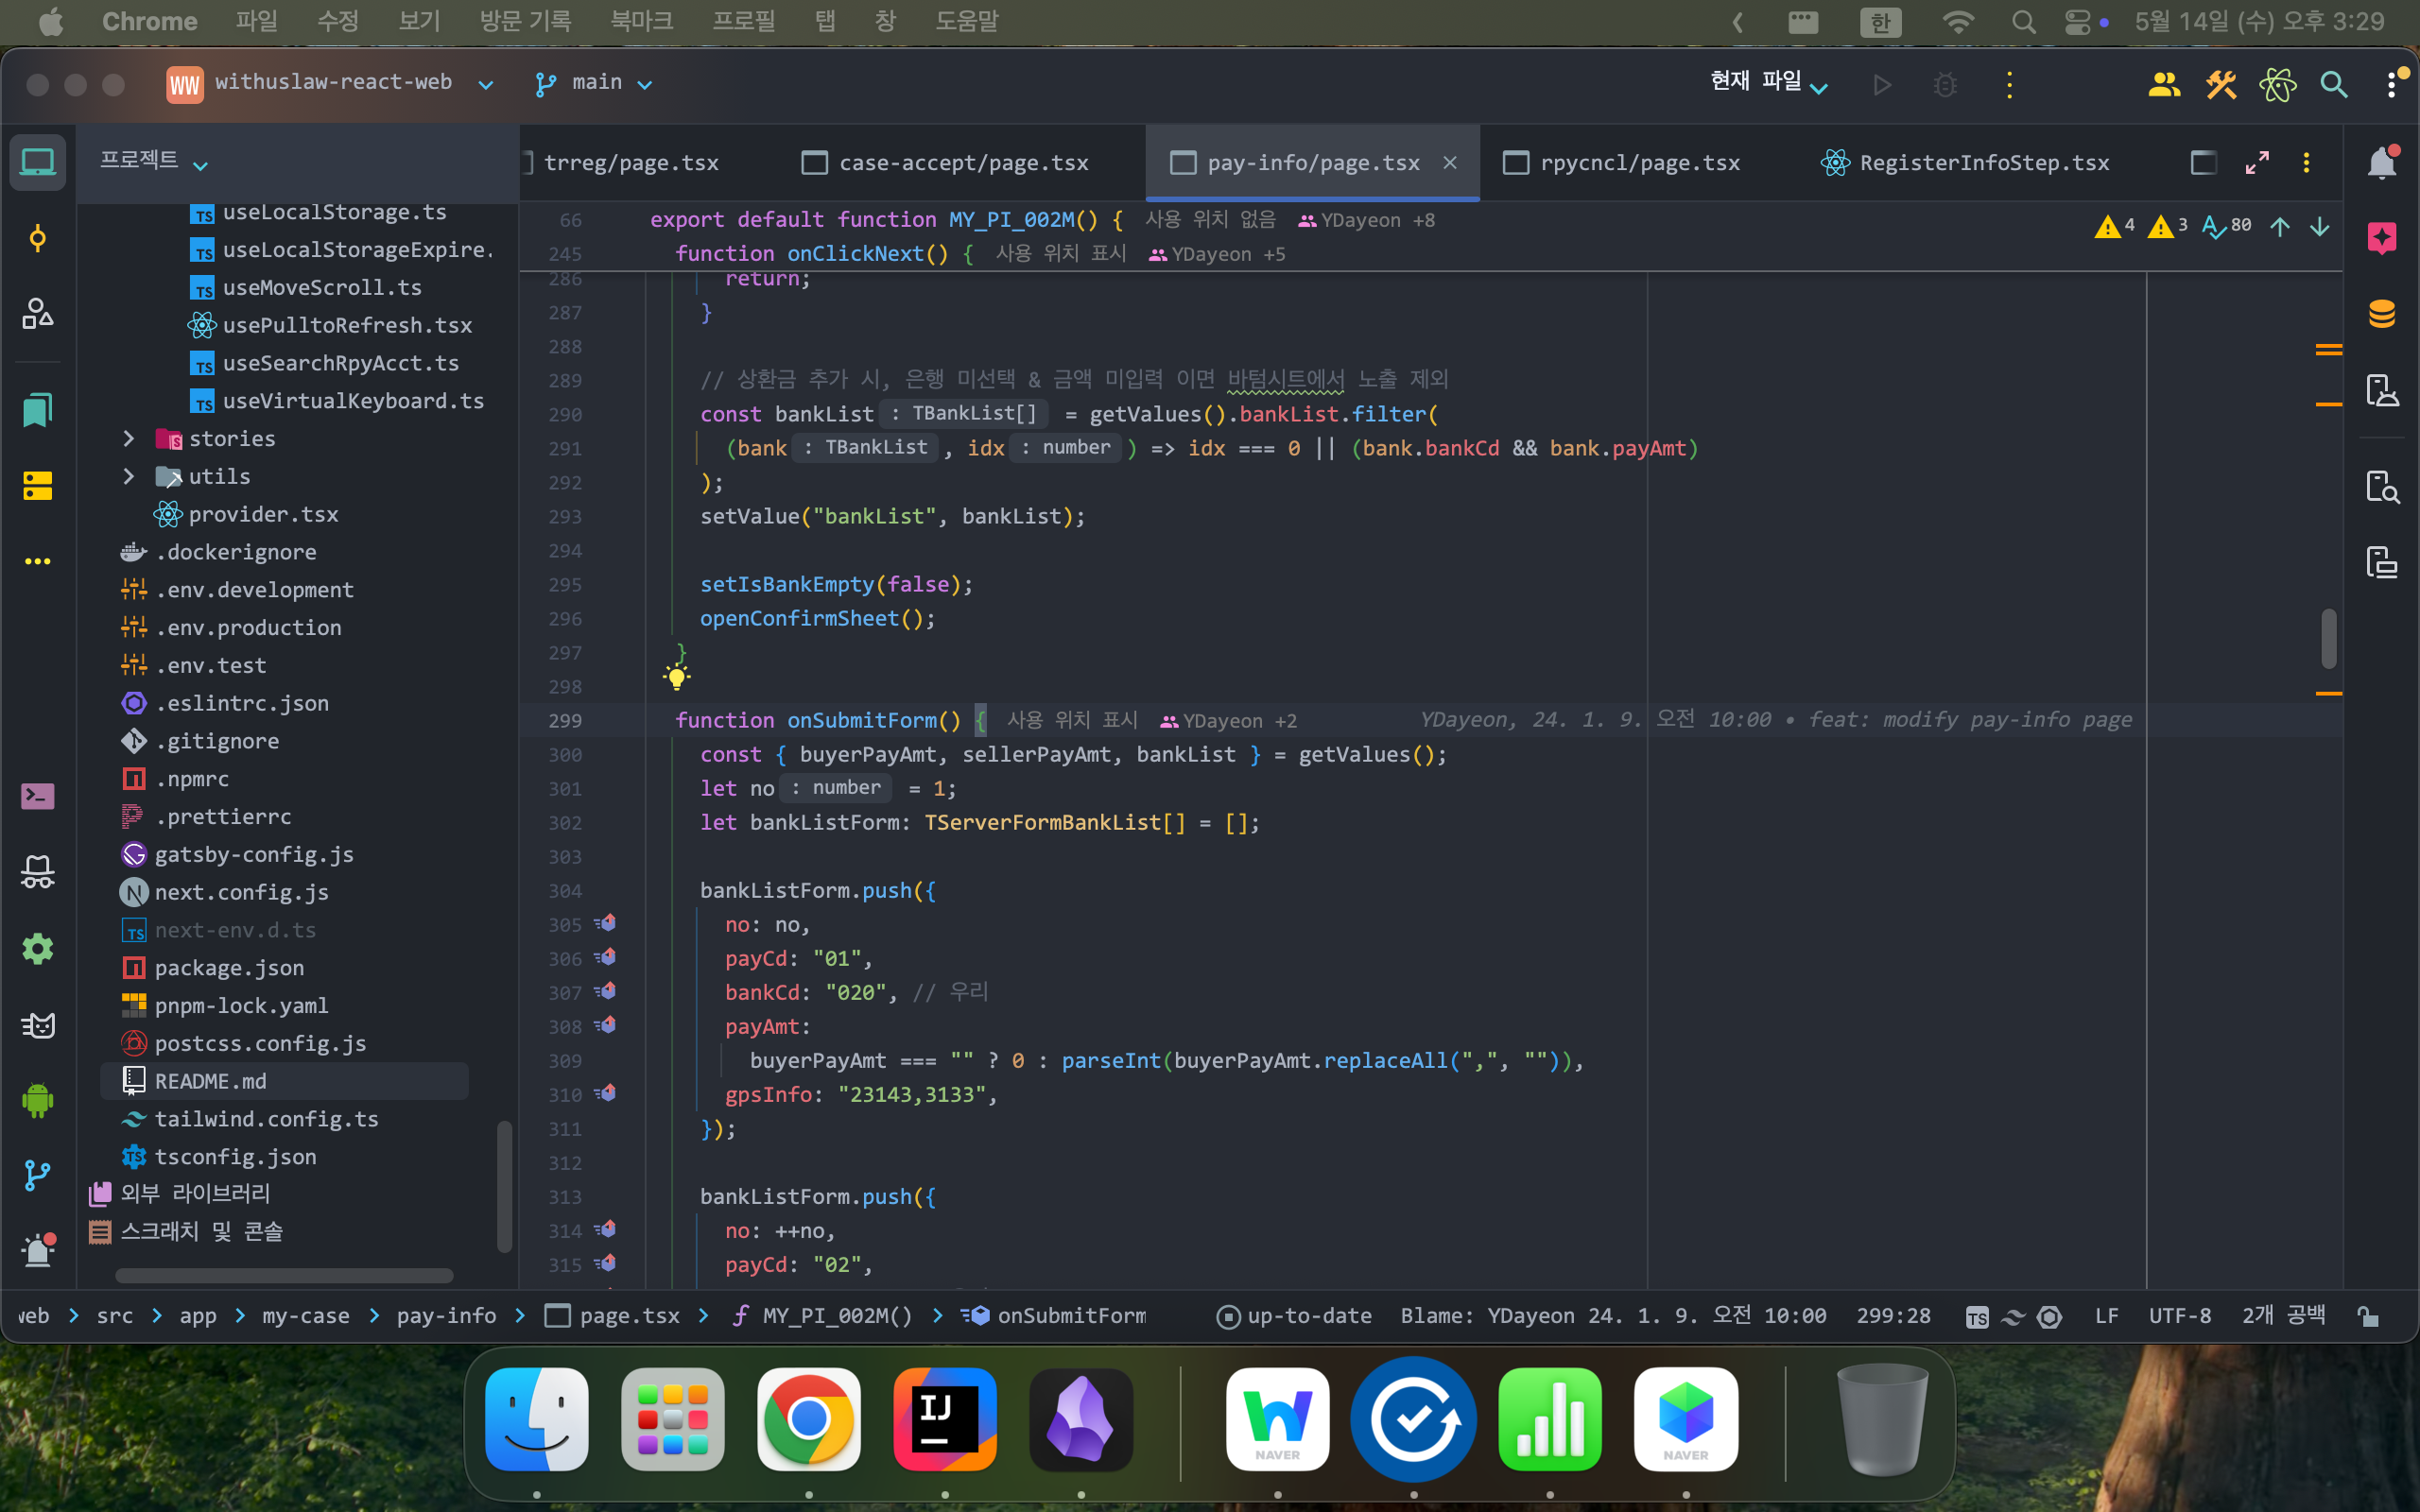 Chrome 파일 수정 보기 방문 기록 북마크 프로필 탭 창 도움말 한 5월 14일 (수) 오후 3:29
WW withuslaw-react-web main 현재 파일
프로젝트
trreg/page.tsx case-accept/page.tsx pay-info/page.tsx rpycncl/page.tsx RegisterInfoStep.tsx
useLocalStorage.ts
useLocalStorageExpire.
useMoveScroll.ts
usePulltoRefresh.tsx
useSearchRpyAcct.ts
useVirtualKeyboard.ts
stories
utils
provider.tsx
.dockerignore
.env.development
.env.production
.env.test
.eslintrc.json
.gitignore
.npmrc
.prettierrc
gatsby-config.js
next.config.js
next-env.d.ts
package.json
pnpm-lock.yaml
postcss.config.js
README.md
tailwind.config.ts
tsconfig.json
외부 라이브러리
스크래치 및 콘솔
66 export default function MY_PI_002M() { 사용 위치 없음 YDayeon +8
4 3 80
245 function onClickNext() { 사용 위치 표시 YDayeon +5
286 return;
287 }
288
289 // 상환금 추가 시, 은행 미선택 & 금액 미입력 이면 바텀시트에서 노출 제외
290 const bankList : TBankList[] = getValues().bankList.filter(
291 (bank : TBankList , idx : number ) => idx === 0 || (bank.bankCd && bank.payAmt)
292 );
293 setValue("bankList", bankList);
294
295 setIsBankEmpty(false);
296 openConfirmSheet();
297 }
298
299 function onSubmitForm() { 사용 위치 표시 YDayeon +2 YDayeon, 24. 1. 9. 오전 10:00 • feat: modify pay-info page
300 const { buyerPayAmt, sellerPayAmt, bankList } = getValues();
301 let no : number = 1;
302 let bankListForm: TServerFormBankList[] = [];
303
304 bankListForm.push({
305 no: no,
306 payCd: "01",
307 bankCd: "020", // 우리
308 payAmt:
309 buyerPayAmt === "" ? 0 : parseInt(buyerPayAmt.replaceAll(",", "")),
310 gpsInfo: "23143,3133",
311 });
312
313 bankListForm.push({
314 no: ++no,
315 payCd: "02",
web > src > app > my-case > pay-info > page.tsx > MY_PI_002M() > onSubmitForm up-to-date Blame: YDayeon 24. 1. 9. 오전 10:00 299:28 TS LF UTF-8 2개 공백
IJ
NAVER
NAVER